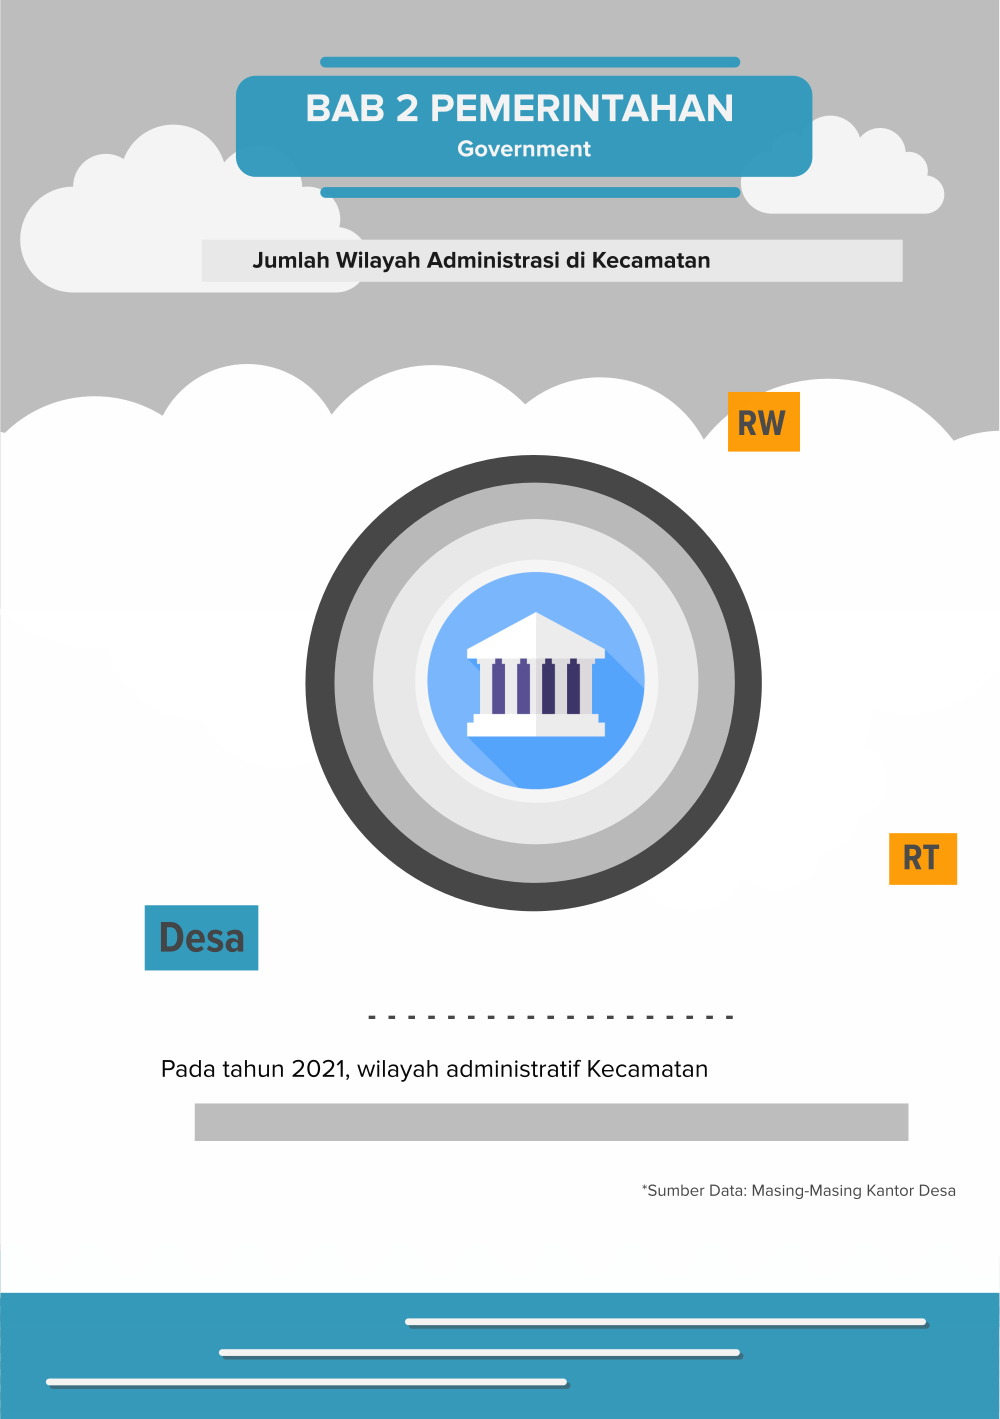 BAB 2 PEMERINTAHAN
Government
Jumlah Wilayah Administrasi di Kecamatan
RW
RT
Desa
- - - - - - - - - - - - - - - - - - -
Pada tahun 2021, wilayah administratif Kecamatan
*Sumber Data: Masing-Masing Kantor Desa